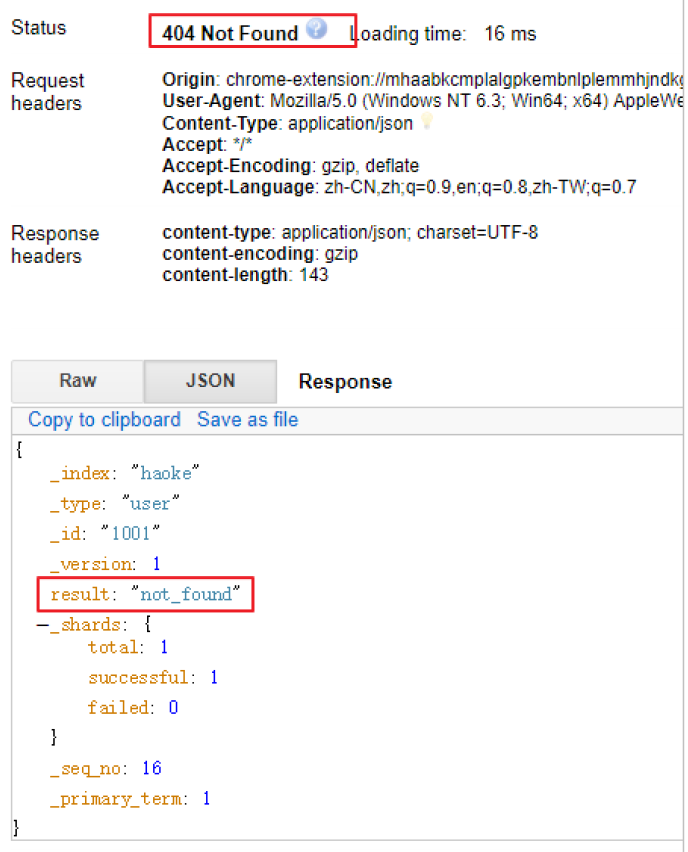 Status 404 Not Found ? Loading time: 16 ms
Request headers
Origin: chrome-extension://mhaabkcmplalgpkembnlplemmhjndkg
User-Agent: Mozilla/5.0 (Windows NT 6.3; Win64; x64) AppleWe
Content-Type: application/json
Accept: */*
Accept-Encoding: gzip, deflate
Accept-Language: zh-CN,zh;q=0.9,en;q=0.8,zh-TW;q=0.7
Response headers
content-type: application/json; charset=UTF-8
content-encoding: gzip
content-length: 143
Raw JSON Response
Copy to clipboard Save as file
{
_index: "haoke"
_type: "user"
_id: "1001"
_version: 1
result: "not_found"
-_shards: {
total: 1
successful: 1
failed: 0
}
_seq_no: 16
_primary_term: 1
}